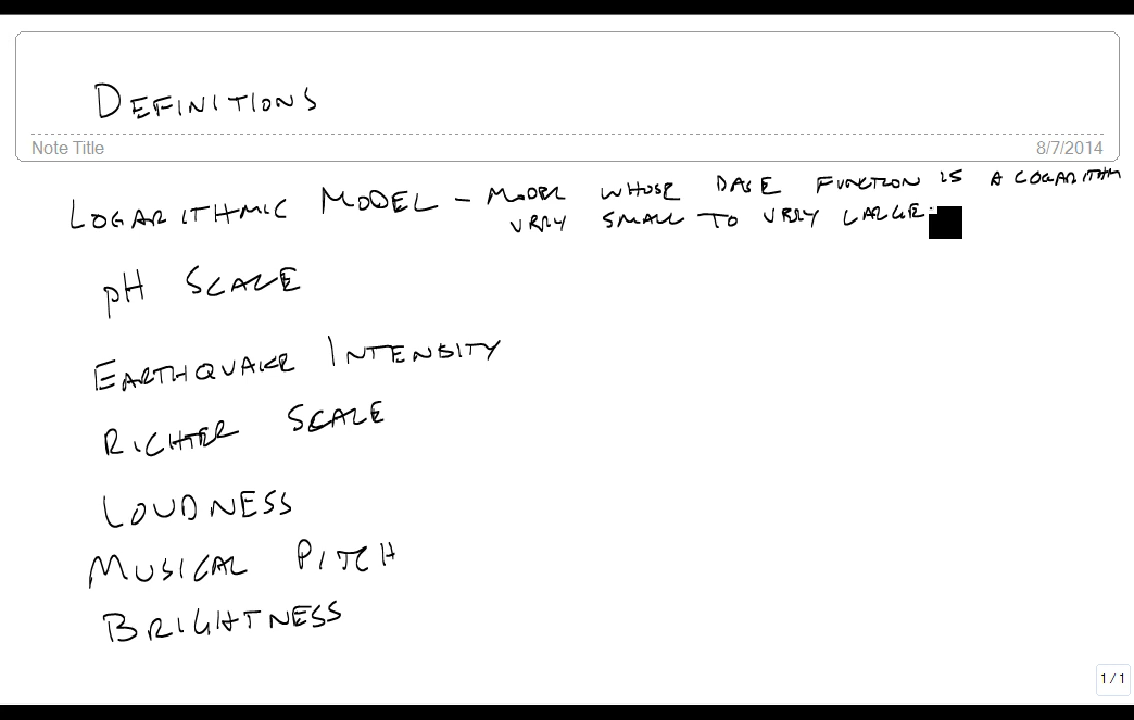 DEFINITIONS
Note Title
8/7/2014
LOGARITHMIC MODEL - MODEL WHOSE BASE FUNCTION IS A LOGARITHM
VERY SMALL TO VERY LARGE.
pH SCALE
EARTHQUAKE INTENSITY
RICHTER SCALE
LOUDNESS
MUSICAL PITCH
BRIGHTNESS
1/1